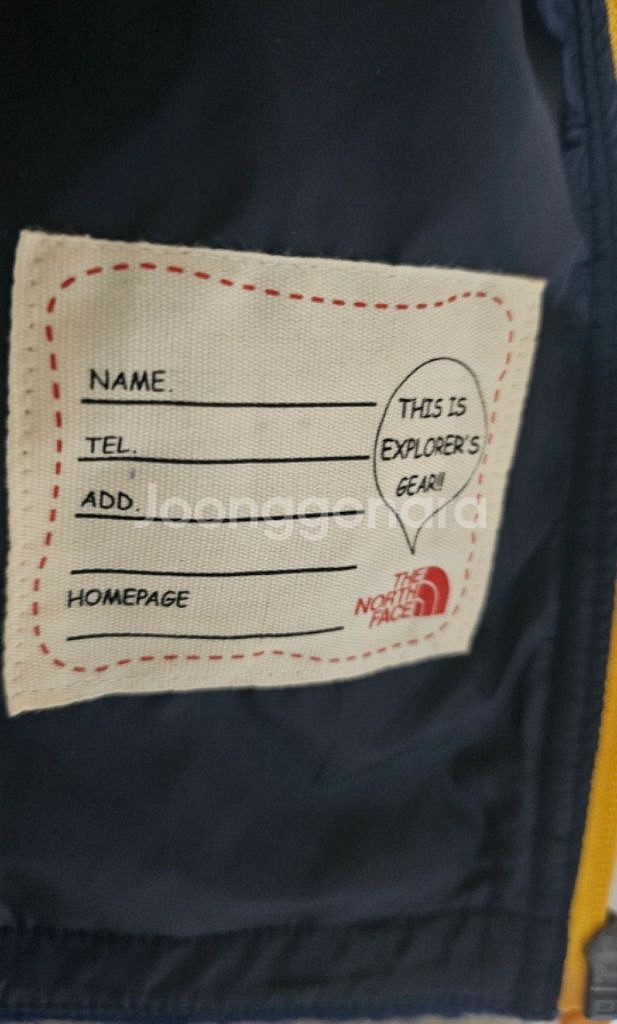 NAME.
TEL.
ADD.
HOMEPAGE
THIS IS
EXPLORER'S
GEAR!!
THE
NORTH
FACE
Joonggonara